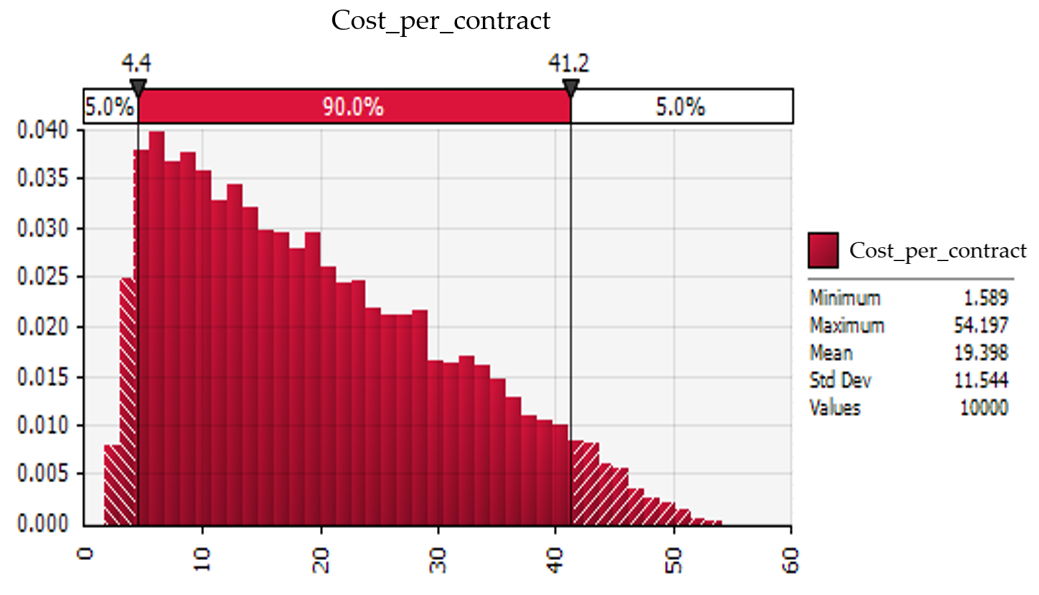 Cost_per_contract
4.4 41.2
5.0% 90.0% 5.0%
0.040
0.035
0.030
0.025
0.020
0.015
0.010
0.005
0.000
0 10 20 30 40 50 60
Cost_per_contract
Minimum 1.589
Maximum 54.197
Mean 19.398
Std Dev 11.544
Values 10000